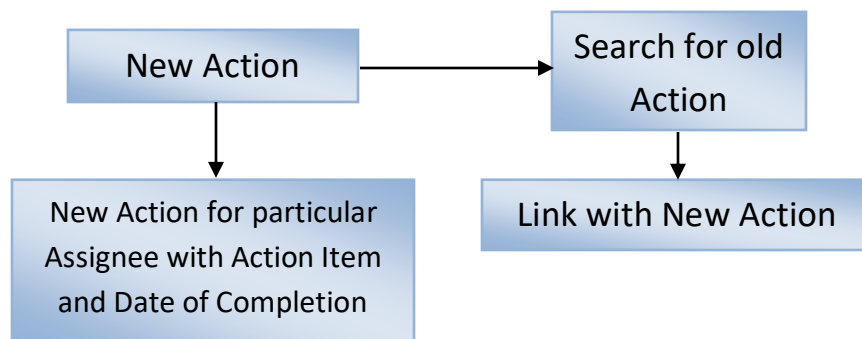 New Action
Search for old
Action
New Action for particular
Assignee with Action Item
and Date of Completion
Link with New Action